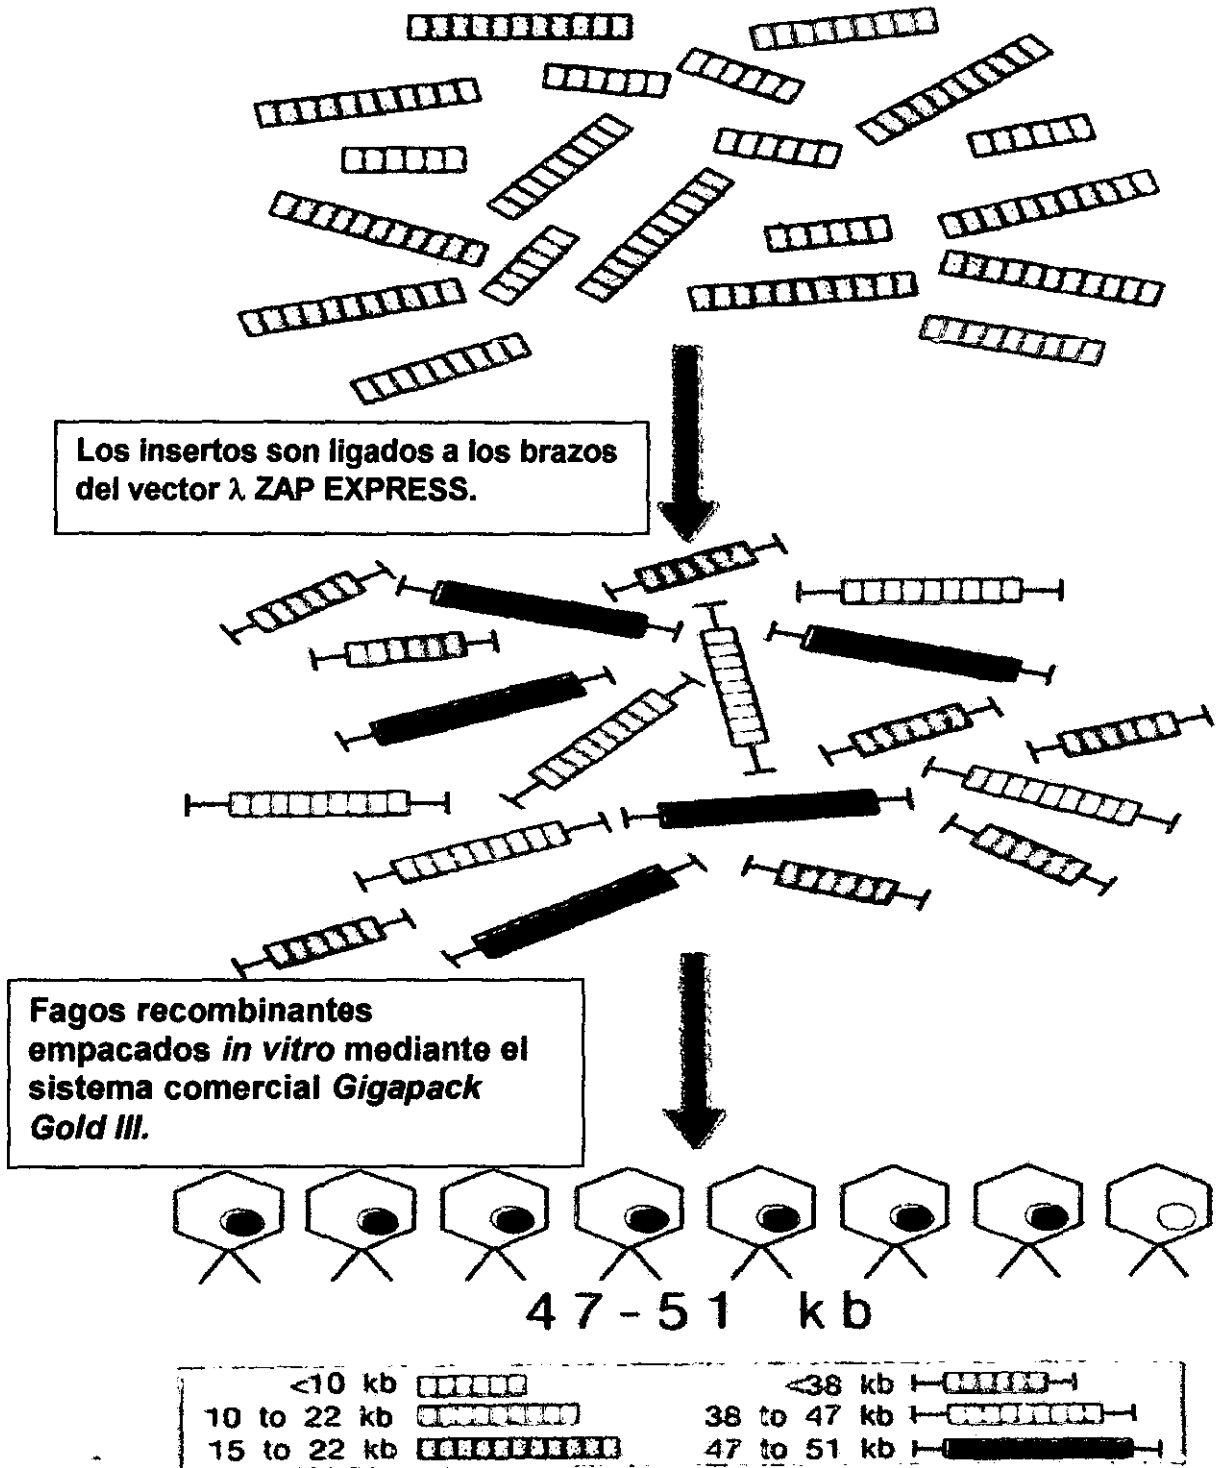 Los insertos son ligados a los brazos
del vector λ ZAP EXPRESS.
Fagos recombinantes
empacados in vitro mediante el
sistema comercial Gigapack
Gold III.
47-51 kb
<10 kb
10 to 22 kb
15 to 22 kb
<38 kb
38 to 47 kb
47 to 51 kb